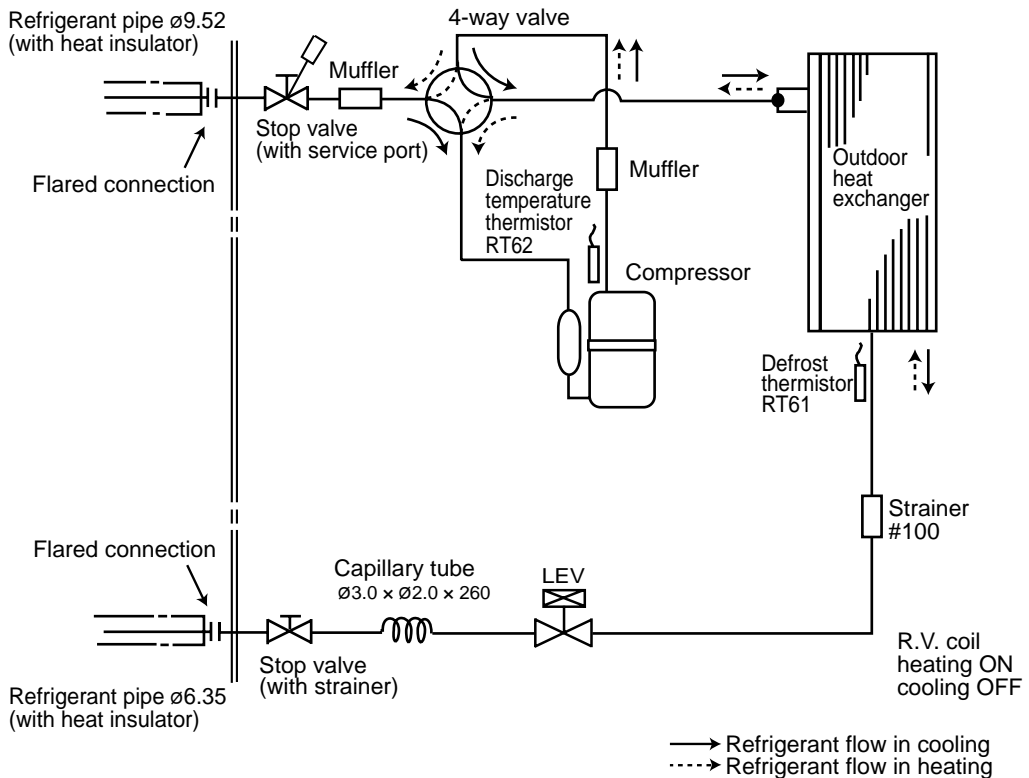 Refrigerant pipe ø9.52
(with heat insulator)
4-way valve
Muffler
Stop valve
(with service port)
Flared connection
Discharge
temperature
thermistor
RT62
Muffler
Compressor
Outdoor
heat
exchanger
Defrost
thermistor
RT61
Strainer
#100
Flared connection
Capillary tube
ø3.0 × ø2.0 × 260
LEV
Stop valve
(with strainer)
Refrigerant pipe ø6.35
(with heat insulator)
R.V. coil
heating ON
cooling OFF
Refrigerant flow in cooling
Refrigerant flow in heating